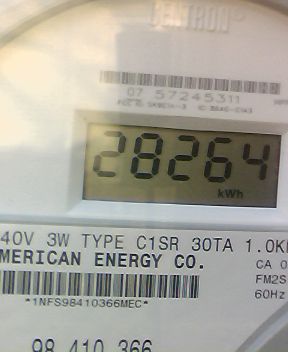 CENTRON®
07 57245311
28264
kWh
40V 3W TYPE C1SR 30TA 1.0K
MERICAN ENERGY CO.
CA 0
FM2S
60Hz
*1NFS98410366MEC*
98 410 366